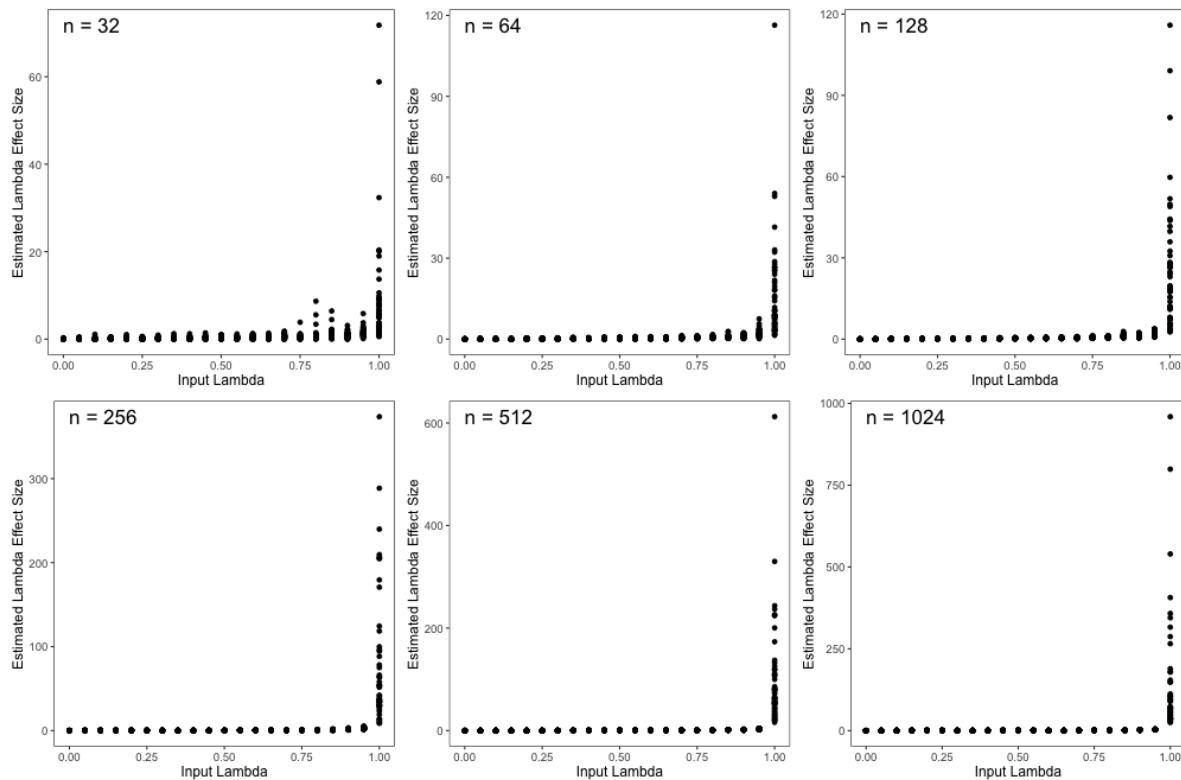 n = 32
Estimated Lambda Effect Size
60
40
20
0
0.00 0.25 0.50 0.75 1.00
Input Lambda
n = 64
Estimated Lambda Effect Size
120
90
60
30
0
0.00 0.25 0.50 0.75 1.00
Input Lambda
n = 128
Estimated Lambda Effect Size
120
90
60
30
0
0.00 0.25 0.50 0.75 1.00
Input Lambda
n = 256
Estimated Lambda Effect Size
300
200
100
0
0.00 0.25 0.50 0.75 1.00
Input Lambda
n = 512
Estimated Lambda Effect Size
600
400
200
0
0.00 0.25 0.50 0.75 1.00
Input Lambda
n = 1024
Estimated Lambda Effect Size
1000
750
500
250
0
0.00 0.25 0.50 0.75 1.00
Input Lambda